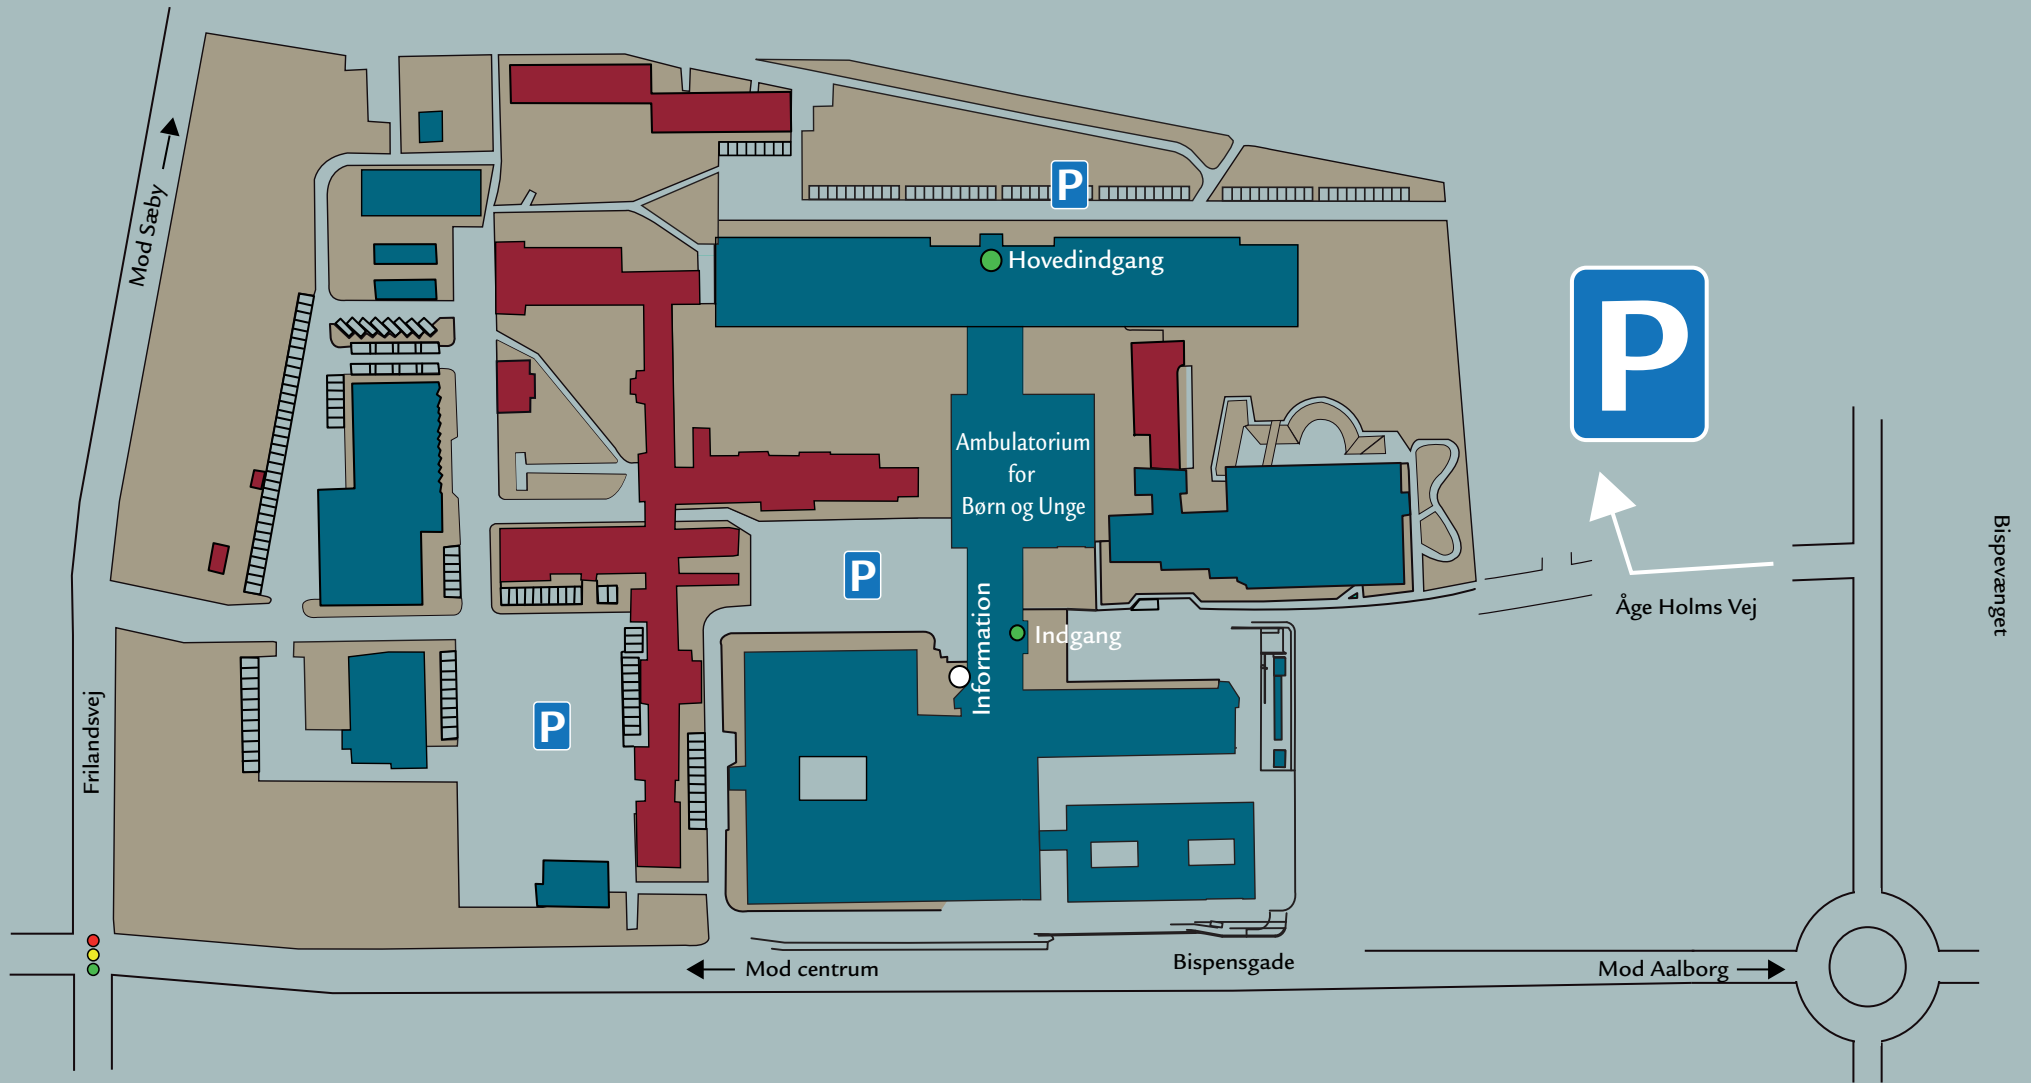 Mod Sæby
P
Hovedindgang
P
Ambulatorium
for
Børn og Unge
P
Information
Indgang
Åge Holms Vej
Bispevænget
P
Frilandsvej
Mod centrum
Bispensgade
Mod Aalborg